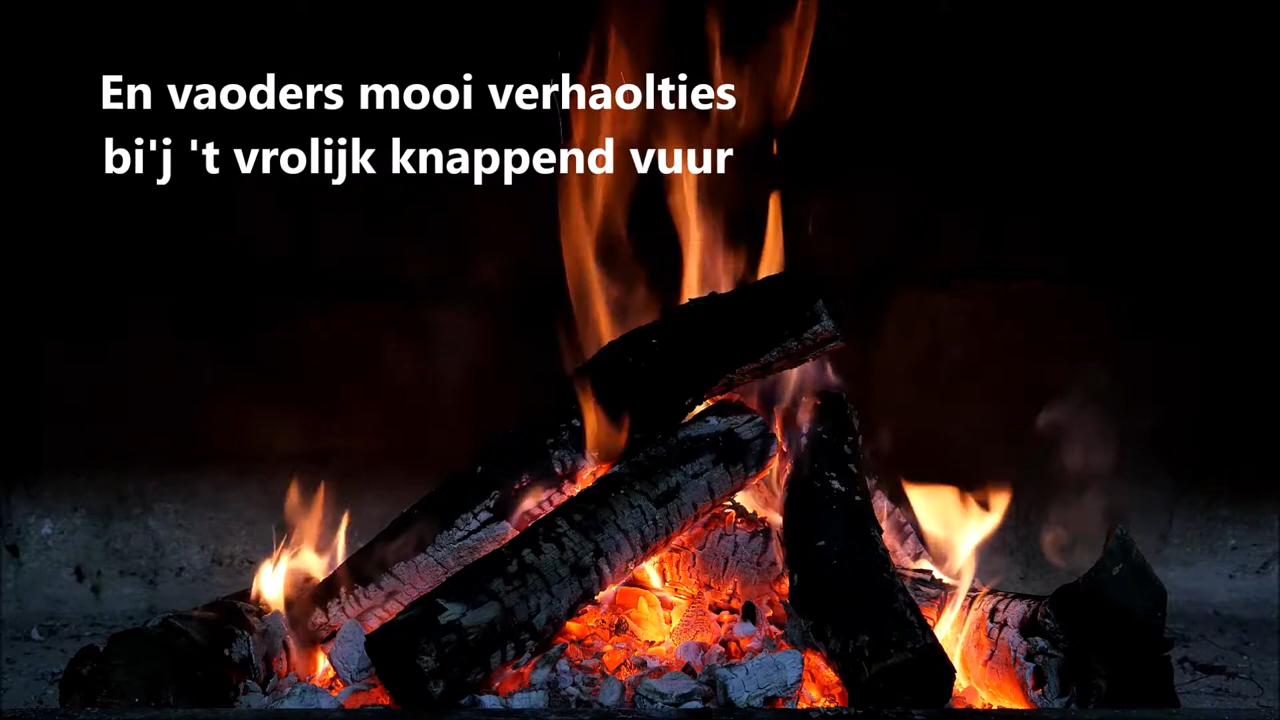 En vaoders mooi verhaolties
bi'j 't vrolijk knappend vuur